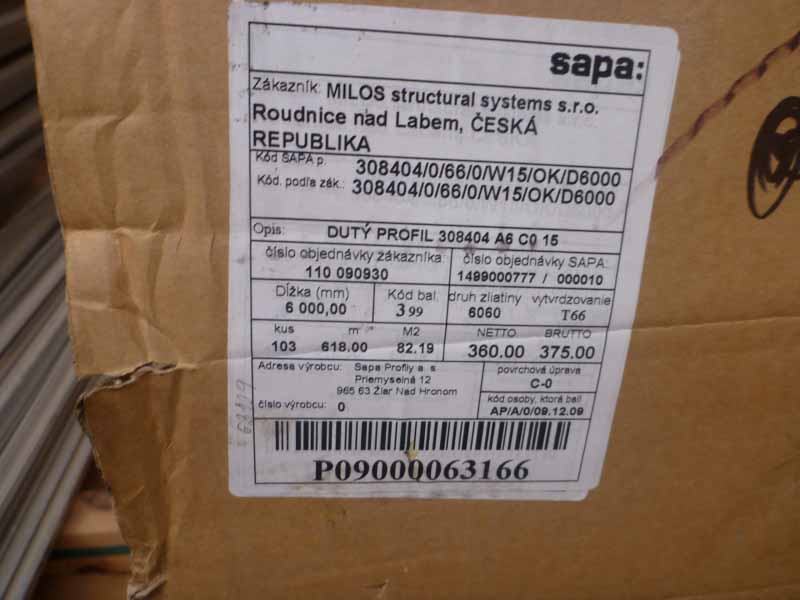 sapa:
Zákazník: MILOS structural systems s.r.o.
Roudnice nad Labem, ČESKÁ
REPUBLIKA
Kód SAPA p. 308404/0/66/0/W15/OK/D6000
Kód. podľa zák.: 308404/0/66/0/W15/OK/D6000
Opis: DUTÝ PROFIL 308404 A6 C0 15
číslo objednávky zákazníka: číslo objednávky SAPA:
110 090930 1499000777 / 000010
Dĺžka (mm) Kód bal. druh zliatiny vytvrdzovanie
6 000,00 3 99 6060 T66
kus m M2 NETTO BRUTTO
103 618.00 82.19 360.00 375.00
Adresa výrobcu: Sapa Profily a. s. povrchová úprava
Priemyselná 12 C-0
965 63 Žiar Nad Hronom
kód osoby, ktorá balí
číslo výrobcu: 0 AP/A/0/09.12.09
P09000063166